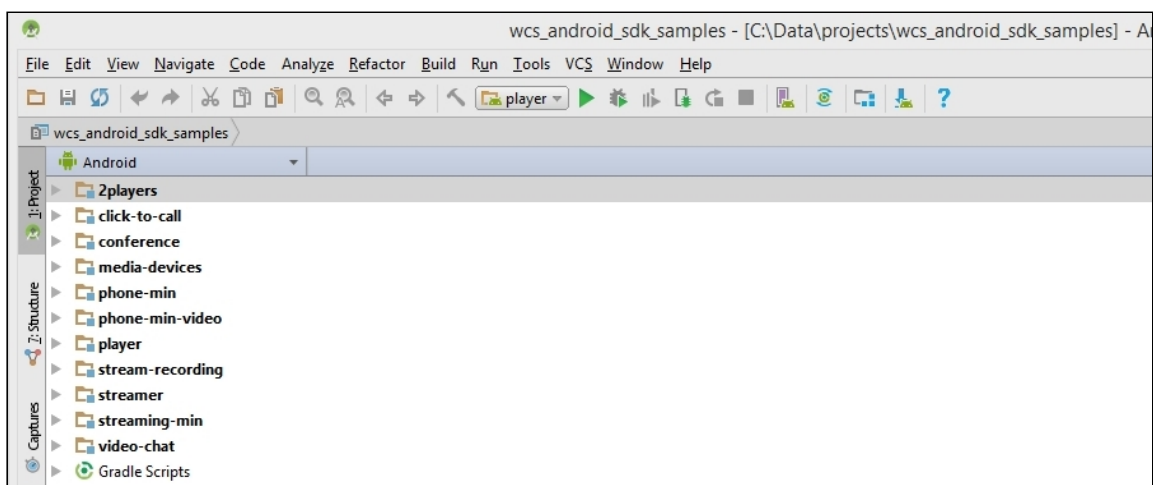 wcs_android_sdk_samples - [C:\Data\projects\wcs_android_sdk_samples] - A
File Edit View Navigate Code Analyze Refactor Build Run Tools VCS Window Help
player
?
wcs_android_sdk_samples
Android
1: Project
7: Structure
Captures
2players
click-to-call
conference
media-devices
phone-min
phone-min-video
player
stream-recording
streamer
streaming-min
video-chat
Gradle Scripts